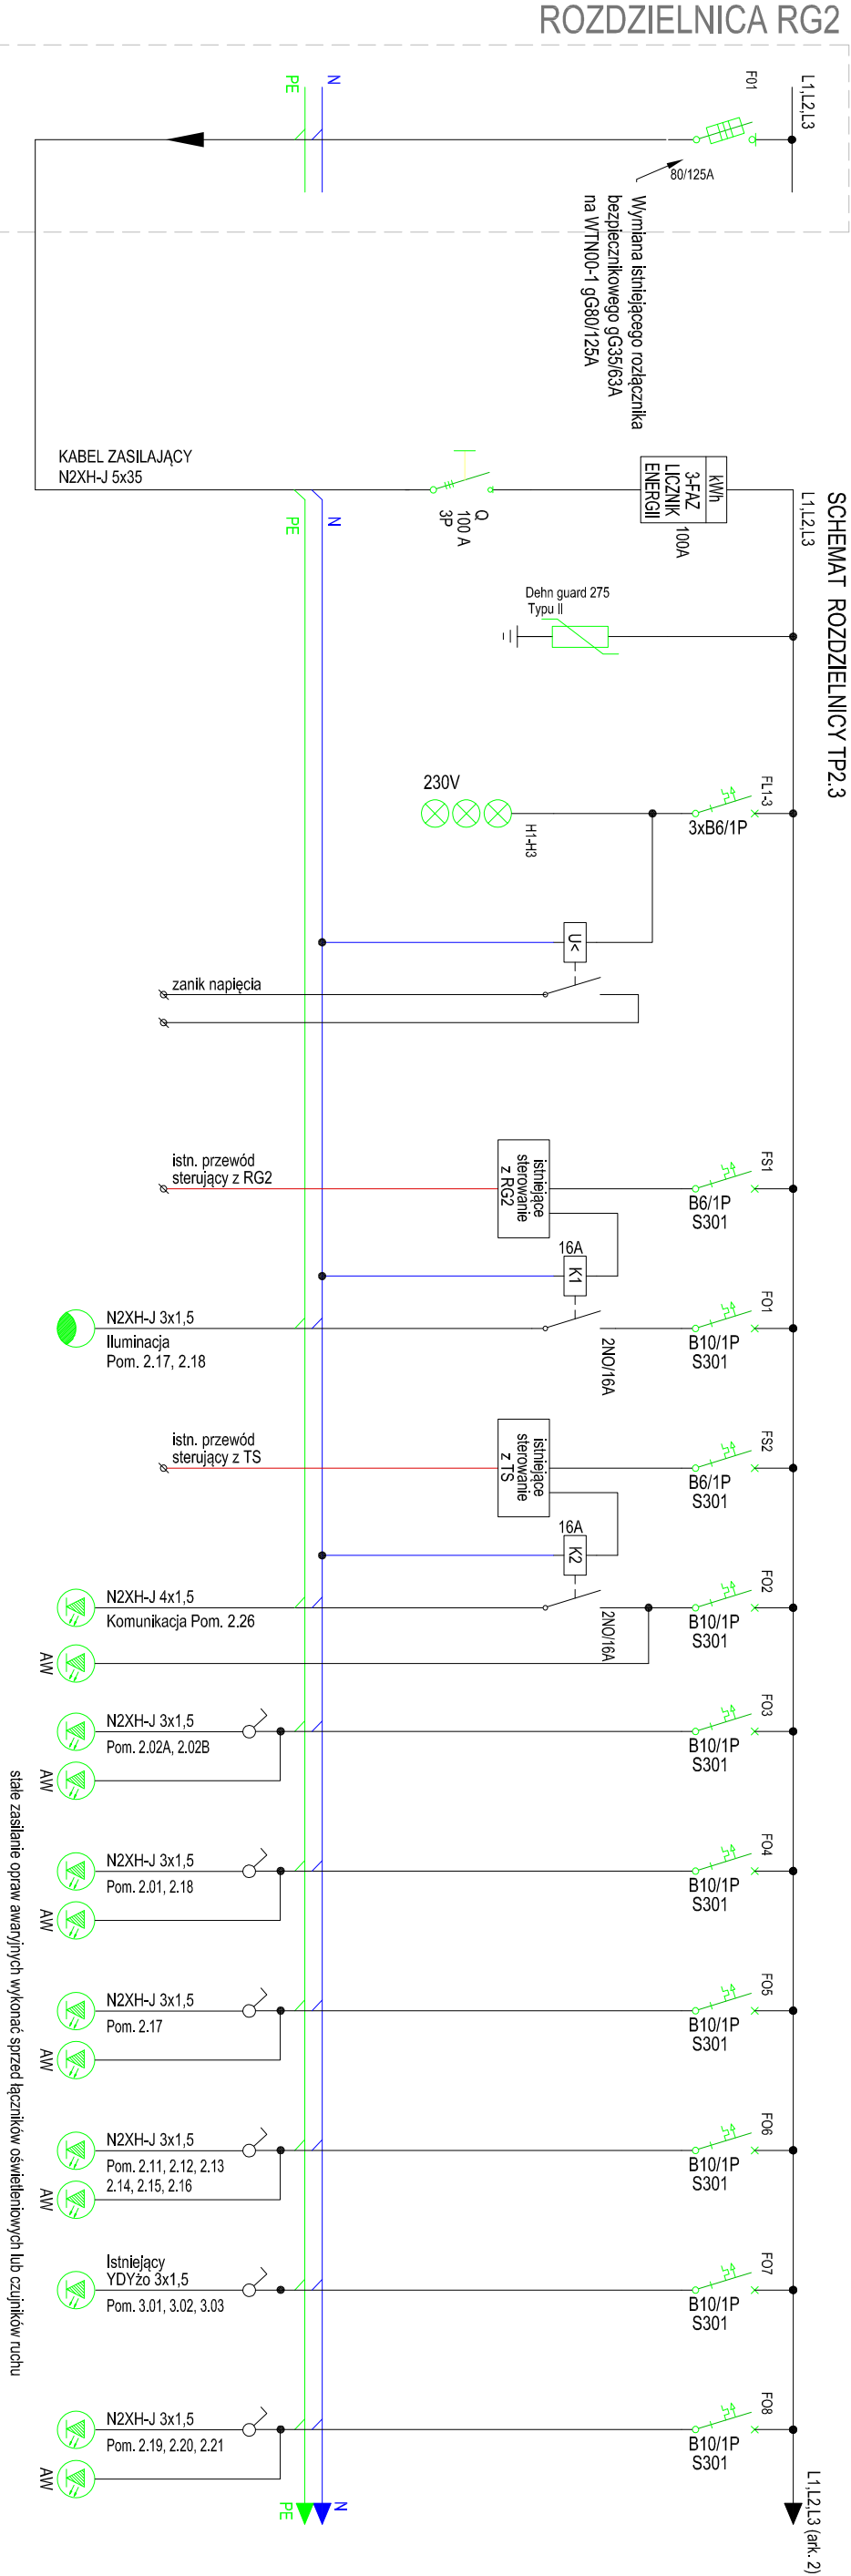 ROZDZIELNICA RG2
L1,L2,L3
F01
80/125A
N
PE
Wymiana istniejącego rozłącznika
bezpiecznikowego gG35/63A
na WTN00-1 gG80/125A
KABEL ZASILAJĄCY
N2XH-J 5x35
SCHEMAT ROZDZIELNICY TP2.3
L1,L2,L3
kWh
3-FAZ
LICZNIK
ENERGII
100A
Q
100 A
3P
N
PE
Dehn guard 275
Typu II
FL1-3
3xB6/1P
230V
H1-H3
U<
zanik napięcia
FS1
B6/1P
S301
istniejące
sterowanie
z RG2
istn. przewód
sterujący z RG2
16A
K1
FO1
B10/1P
S301
2NO/16A
N2XH-J 3x1,5
Iluminacja
Pom. 2.17, 2.18
FS2
B6/1P
S301
istniejące
sterowanie
z TS
istn. przewód
sterujący z TS
16A
K2
FO2
B10/1P
S301
2NO/16A
N2XH-J 4x1,5
Komunikacja Pom. 2.26
AW
FO3
B10/1P
S301
N2XH-J 3x1,5
Pom. 2.02A, 2.02B
AW
FO4
B10/1P
S301
N2XH-J 3x1,5
Pom. 2.01, 2.18
AW
FO5
B10/1P
S301
N2XH-J 3x1,5
Pom. 2.17
AW
FO6
B10/1P
S301
N2XH-J 3x1,5
Pom. 2.11, 2.12, 2.13
2.14, 2.15, 2.16
AW
FO7
B10/1P
S301
Istniejący
YDYżo 3x1,5
Pom. 3.01, 3.02, 3.03
FO8
B10/1P
S301
N2XH-J 3x1,5
Pom. 2.19, 2.20, 2.21
AW
L1,L2,L3 (ark. 2)
N
PE
stałe zasilanie opraw awaryjnych wykonać sprzed łączników oświetleniowych lub czujników ruchu